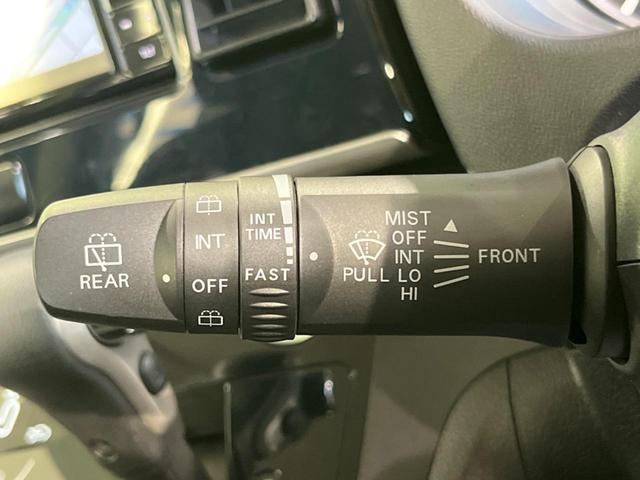 REAR
INT
OFF
INT
TIME
FAST
PULL
MIST
OFF
INT
LO
HI
FRONT